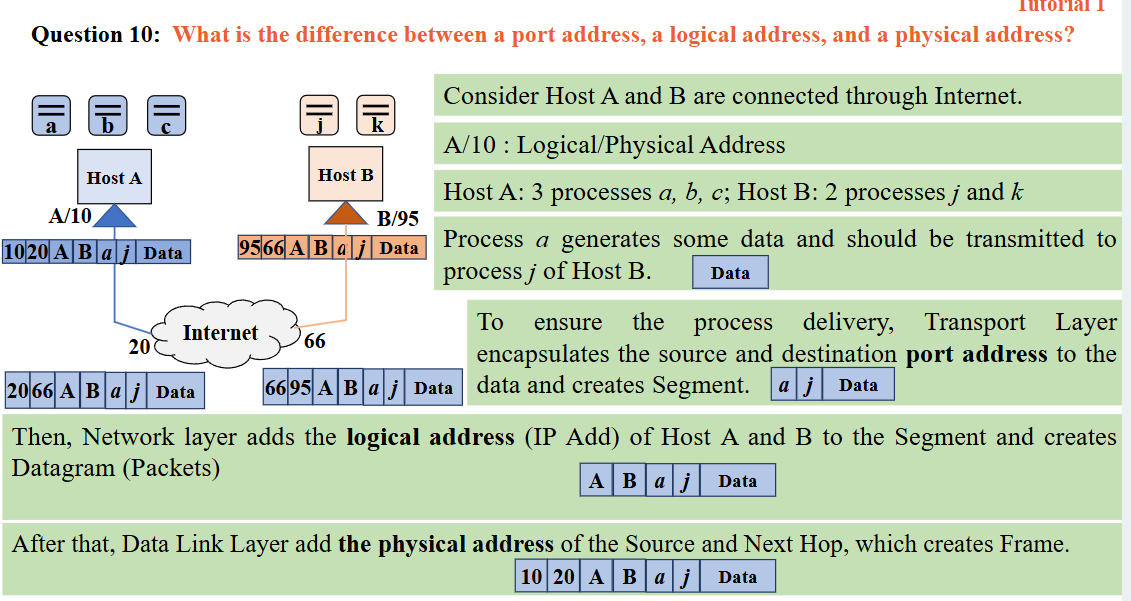 Tutorial 1
Question 10: What is the difference between a port address, a logical address, and a physical address?
a b c j k
Host A Host B
A/10 B/95
10 20 A B a j Data
95 66 A B a j Data
Internet
20 66
20 66 A B a j Data
66 95 A B a j Data
Consider Host A and B are connected through Internet.
A/10 : Logical/Physical Address
Host A: 3 processes a, b, c; Host B: 2 processes j and k
Process a generates some data and should be transmitted to
process j of Host B. Data
To ensure the process delivery, Transport Layer
encapsulates the source and destination port address to the
data and creates Segment. a j Data
Then, Network layer adds the logical address (IP Add) of Host A and B to the Segment and creates
Datagram (Packets)
A B a j Data
After that, Data Link Layer add the physical address of the Source and Next Hop, which creates Frame.
10 20 A B a j Data